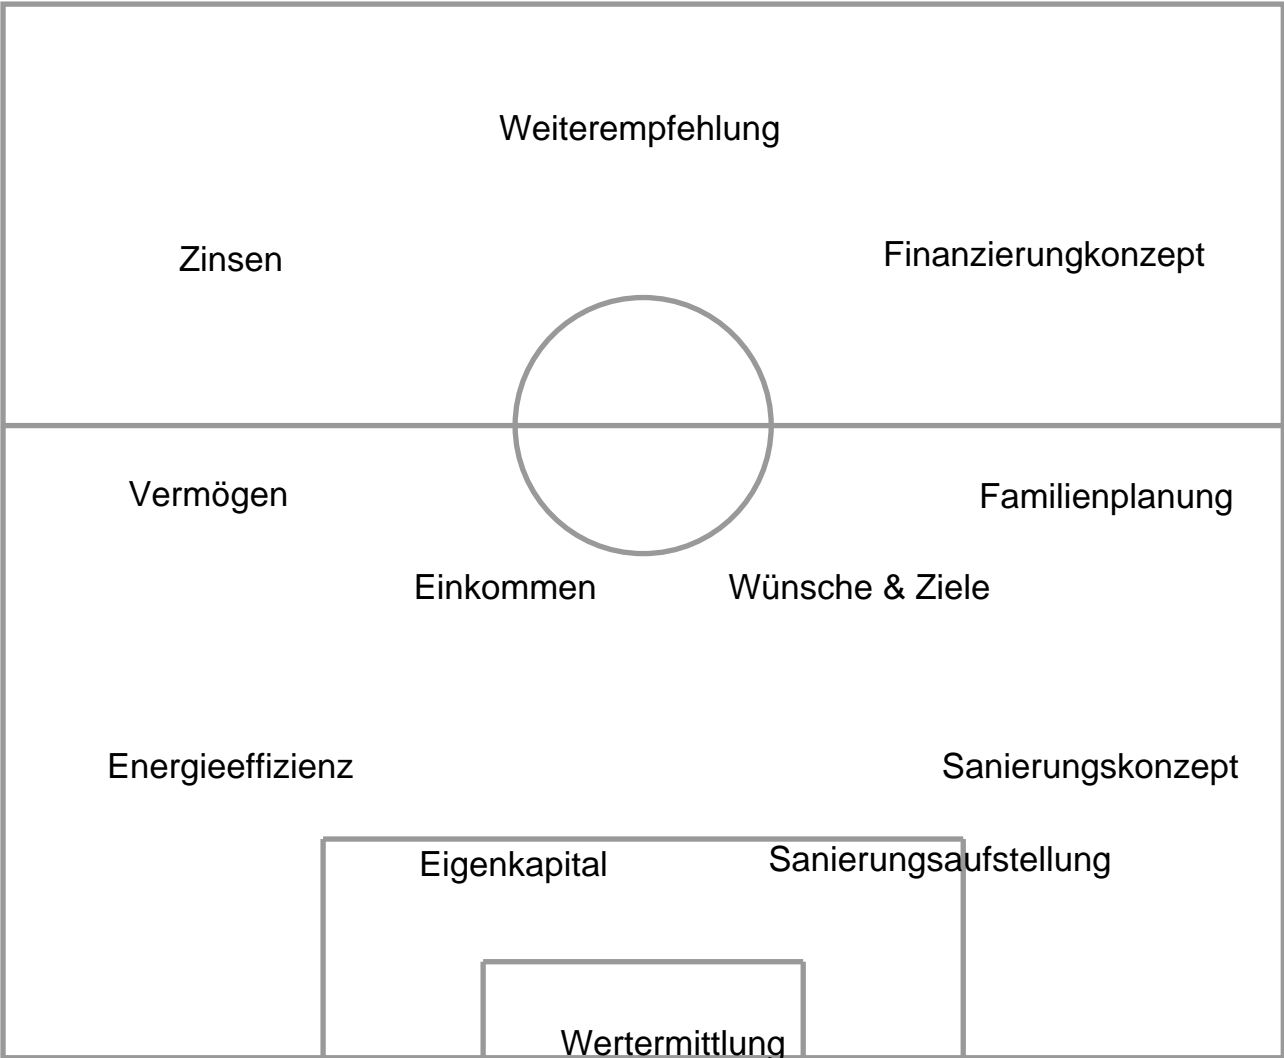 Weiterempfehlung
Zinsen
Finanzierungkonzept
Vermögen
Familienplanung
Einkommen
Wünsche & Ziele
Energieeffizienz
Sanierungskonzept
Eigenkapital
Sanierungsaufstellung
Wertermittlung